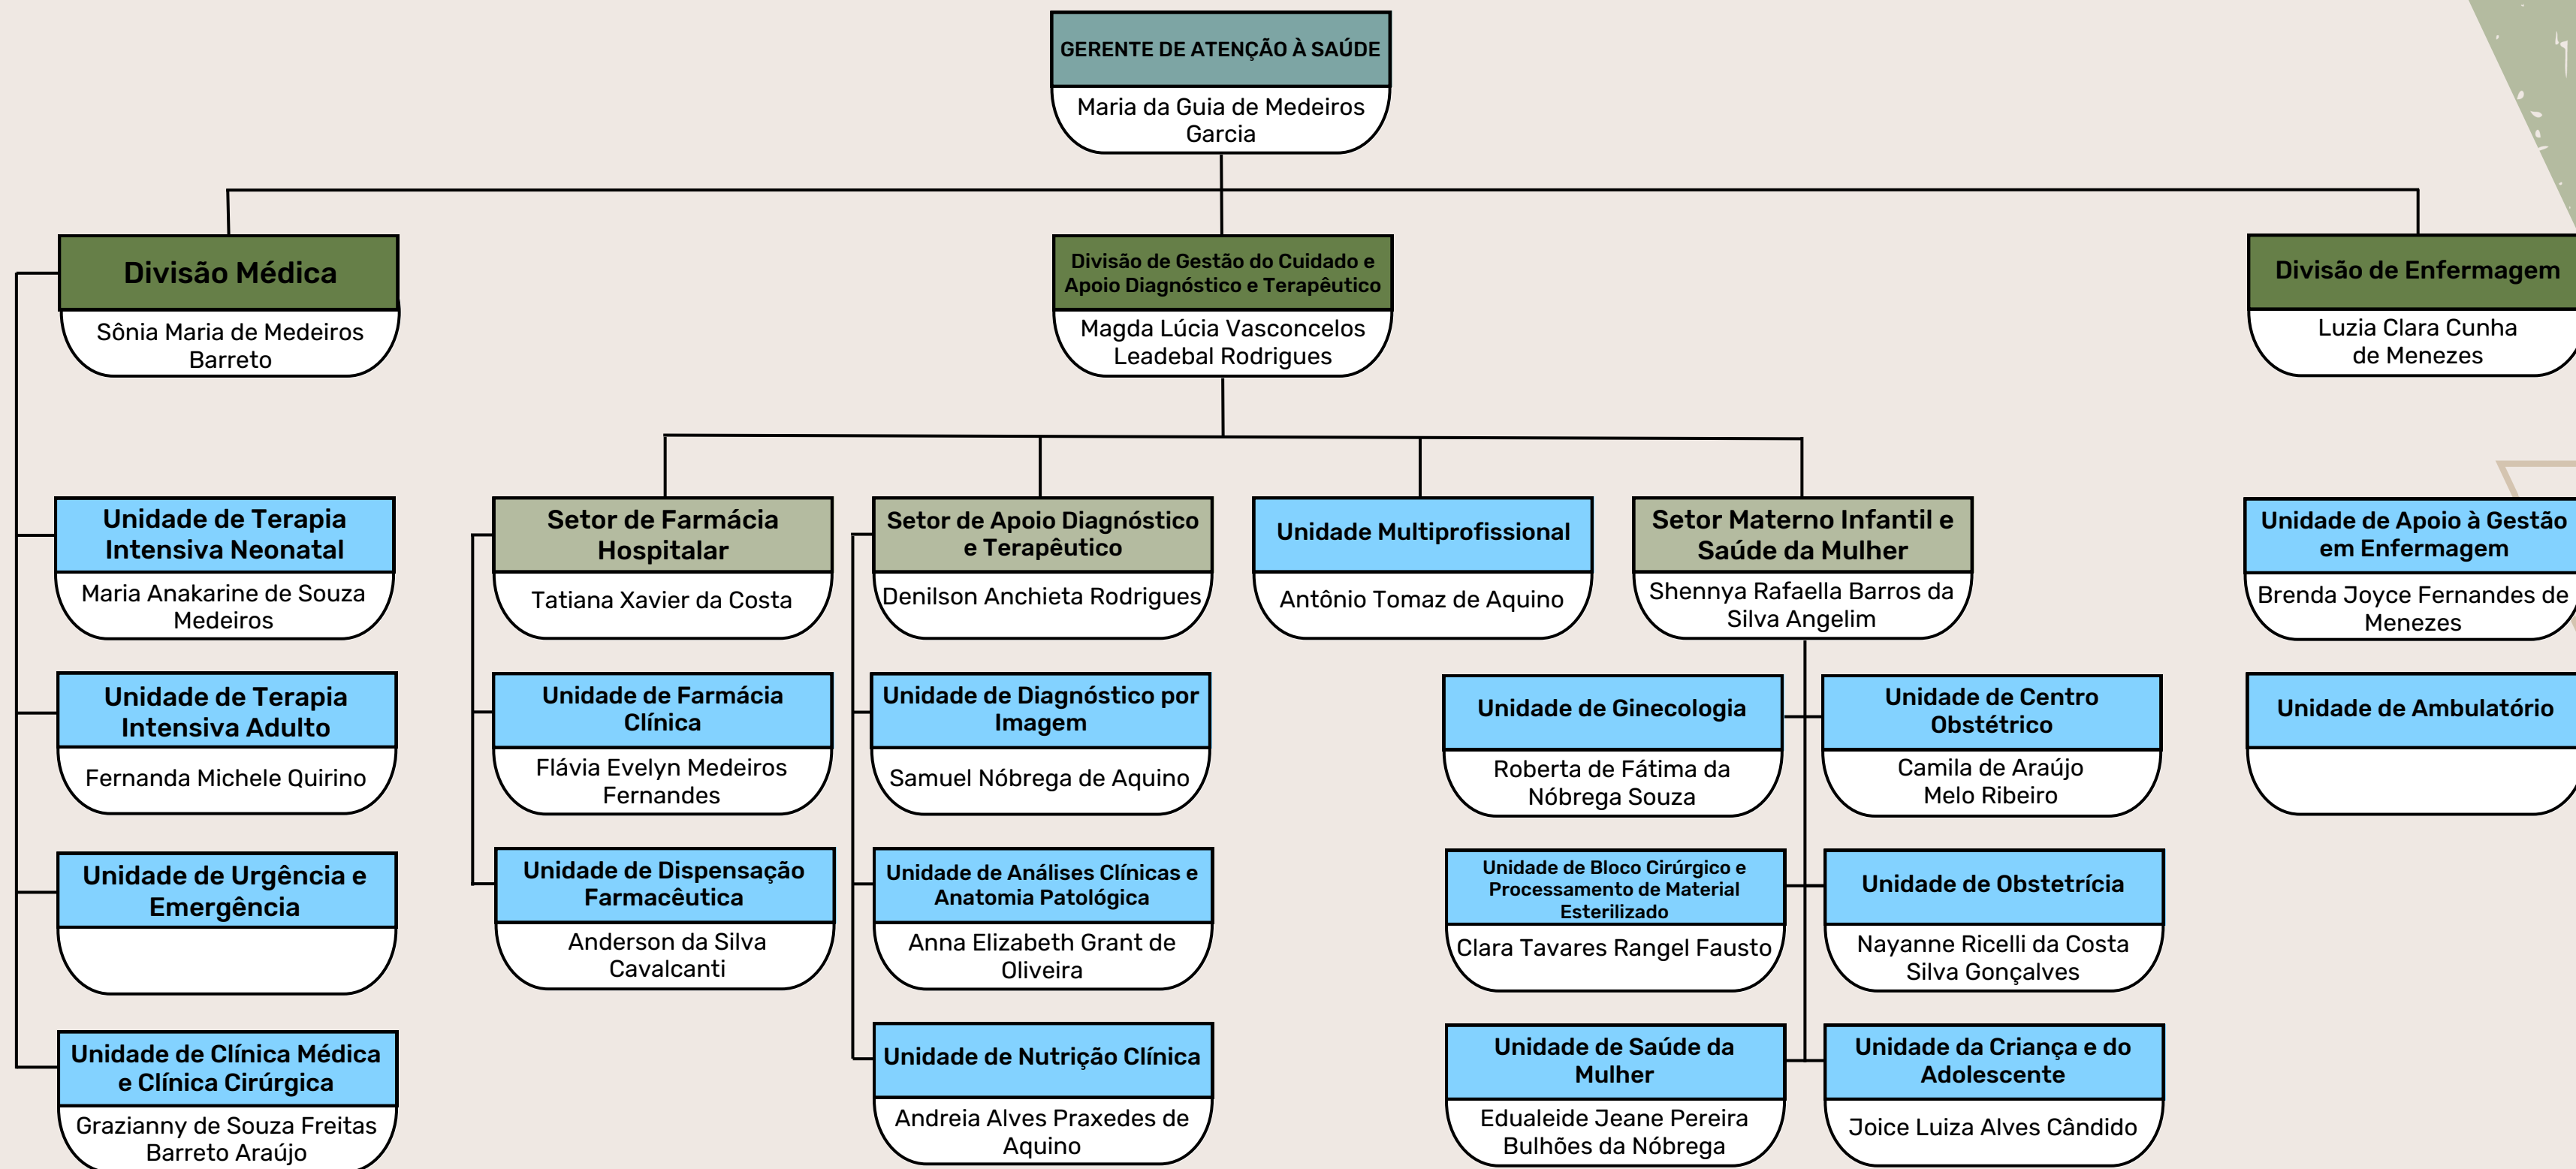 GERENTE DE ATENÇÃO À SAÚDE
Maria da Guia de Medeiros
Garcia
Divisão Médica
Sônia Maria de Medeiros
Barreto
Divisão de Gestão do Cuidado e
Apoio Diagnóstico e Terapêutico
Magda Lúcia Vasconcelos
Leadebal Rodrigues
Divisão de Enfermagem
Luzia Clara Cunha
de Menezes
Unidade de Terapia
Intensiva Neonatal
Maria Anakarine de Souza
Medeiros
Setor de Farmácia
Hospitalar
Tatiana Xavier da Costa
Setor de Apoio Diagnóstico
e Terapêutico
Denilson Anchieta Rodrigues
Unidade Multiprofissional
Antônio Tomaz de Aquino
Setor Materno Infantil e
Saúde da Mulher
Shennya Rafaella Barros da
Silva Angelim
Unidade de Apoio à Gestão
em Enfermagem
Brenda Joyce Fernandes de
Menezes
Unidade de Terapia
Intensiva Adulto
Fernanda Michele Quirino
Unidade de Farmácia
Clínica
Flávia Evelyn Medeiros
Fernandes
Unidade de Diagnóstico por
Imagem
Samuel Nóbrega de Aquino
Unidade de Ginecologia
Roberta de Fátima da
Nóbrega Souza
Unidade de Centro
Obstétrico
Camila de Araújo
Melo Ribeiro
Unidade de Ambulatório
Unidade de Urgência e
Emergência
Unidade de Dispensação
Farmacêutica
Anderson da Silva
Cavalcanti
Unidade de Análises Clínicas e
Anatomia Patológica
Anna Elizabeth Grant de
Oliveira
Unidade de Bloco Cirúrgico e
Processamento de Material
Esterilizado
Clara Tavares Rangel Fausto
Unidade de Obstetrícia
Nayanne Ricelli da Costa
Silva Gonçalves
Unidade de Clínica Médica
e Clínica Cirúrgica
Grazianny de Souza Freitas
Barreto Araújo
Unidade de Nutrição Clínica
Andreia Alves Praxedes de
Aquino
Unidade de Saúde da
Mulher
Edualeide Jeane Pereira
Bulhões da Nóbrega
Unidade da Criança e do
Adolescente
Joice Luiza Alves Cândido